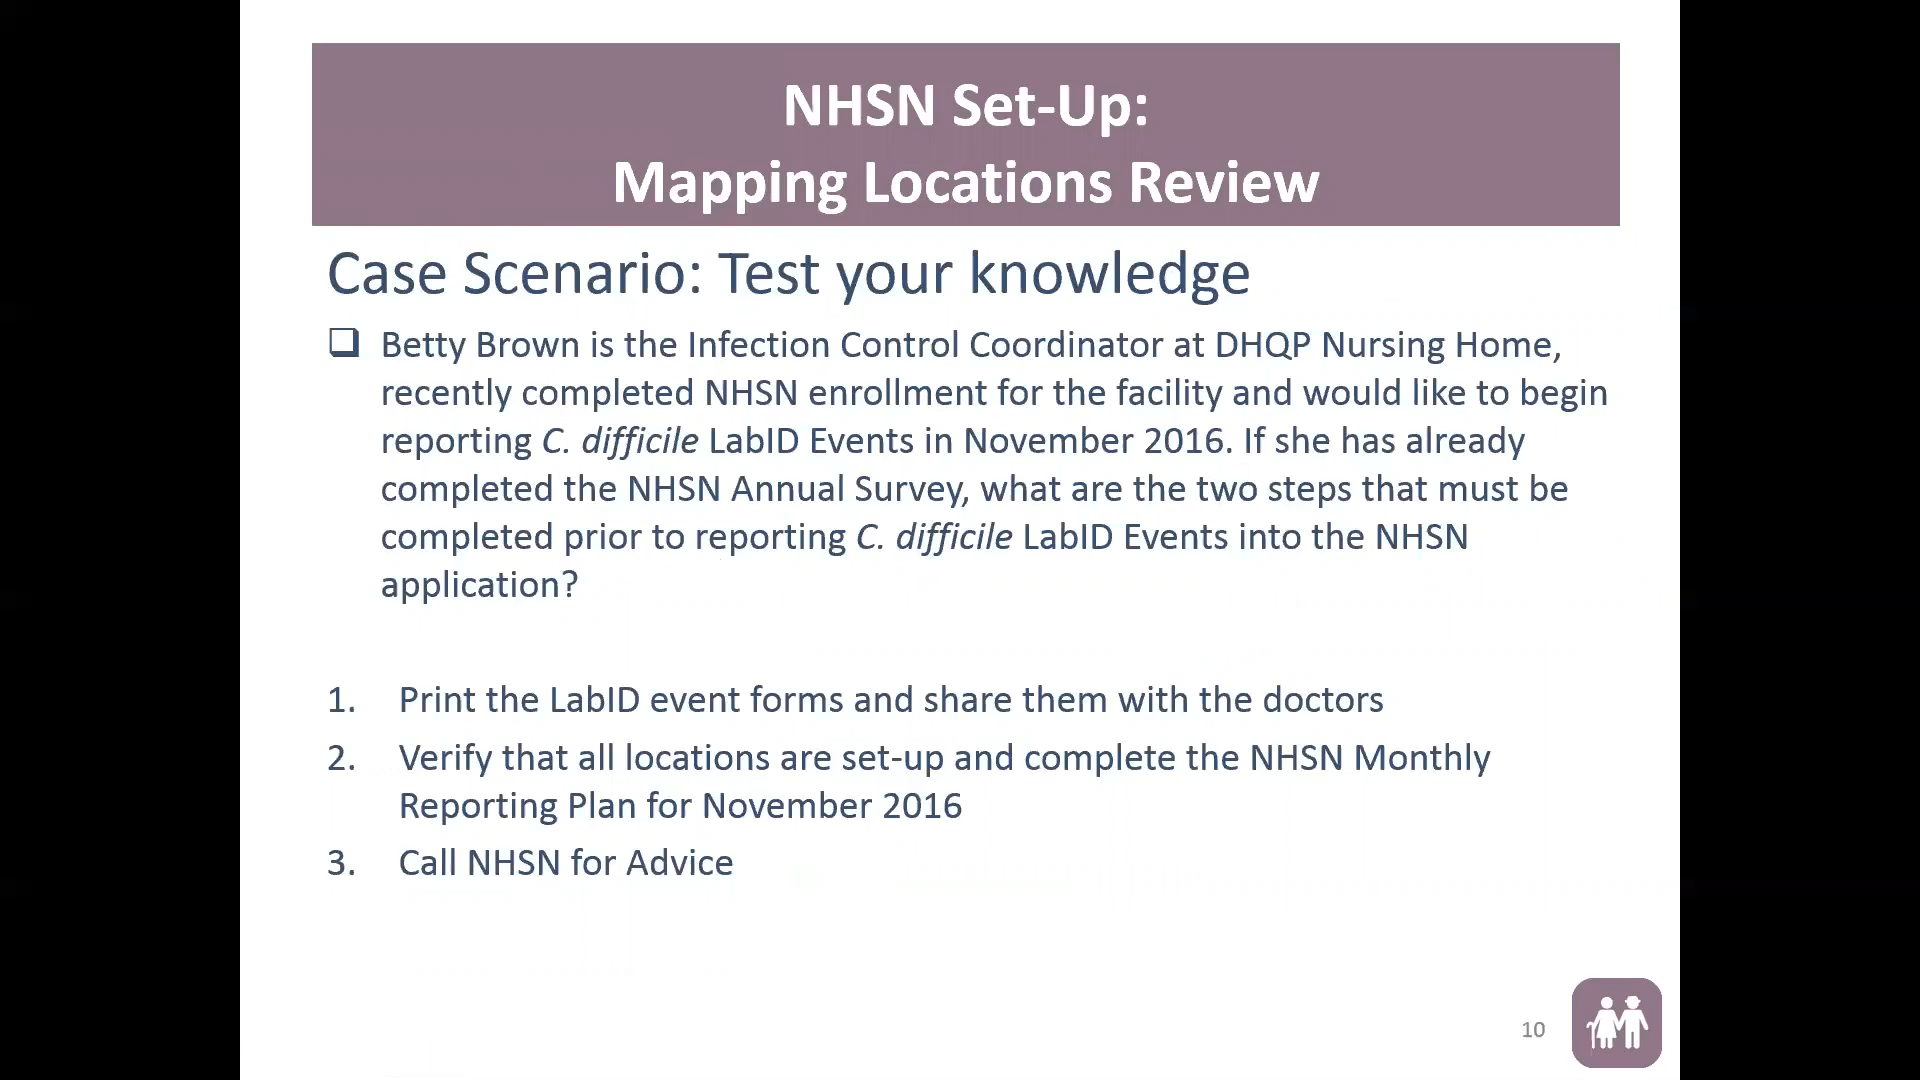 NHSN Set-Up:
Mapping Locations Review
Case Scenario: Test your knowledge
Betty Brown is the Infection Control Coordinator at DHQP Nursing Home,
recently completed NHSN enrollment for the facility and would like to begin
reporting C. difficile LabID Events in November 2016. If she has already
completed the NHSN Annual Survey, what are the two steps that must be
completed prior to reporting C. difficile LabID Events into the NHSN
application?
1. Print the LabID event forms and share them with the doctors
2. Verify that all locations are set-up and complete the NHSN Monthly
Reporting Plan for November 2016
3. Call NHSN for Advice
10